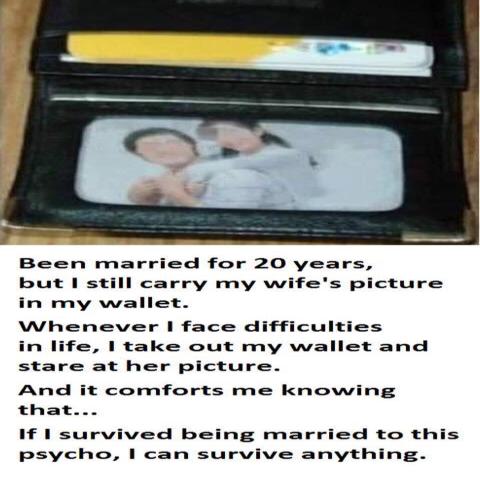 Been married for 20 years,
but I still carry my wife's picture
in my wallet.
Whenever I face difficulties
in life, I take out my wallet and
stare at her picture.
And it comforts me knowing
that...
If I survived being married to this
psycho, I can survive anything.